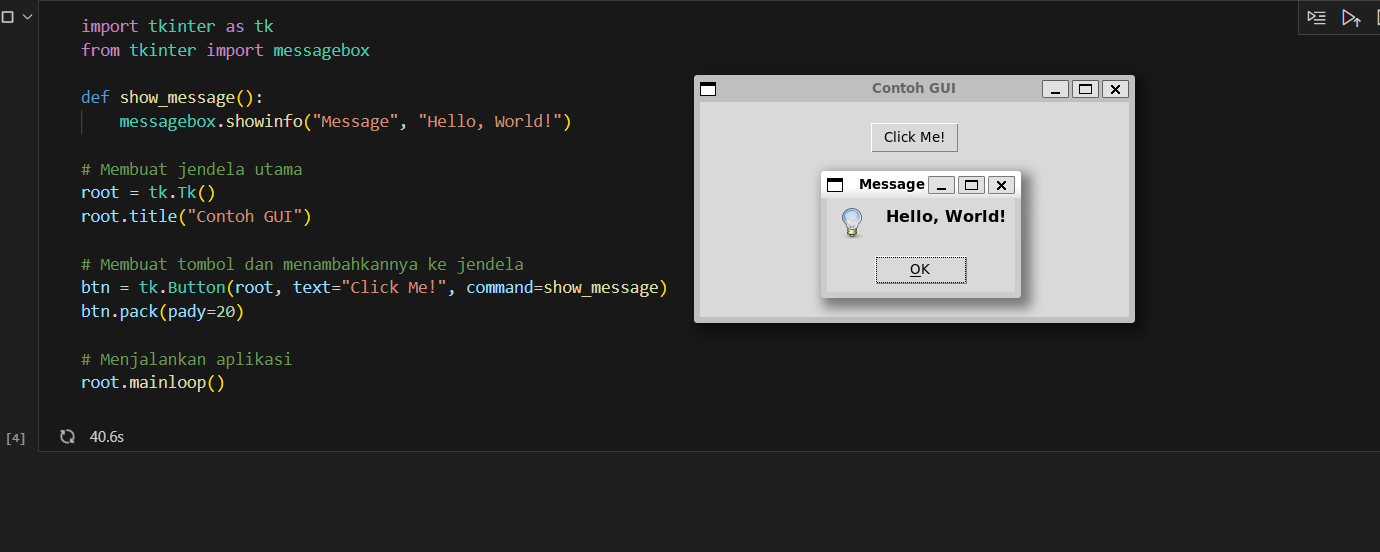 import tkinter as tk
from tkinter import messagebox
def show_message():
    messagebox.showinfo("Message", "Hello, World!")
# Membuat jendela utama
root = tk.Tk()
root.title("Contoh GUI")
# Membuat tombol dan menambahkannya ke jendela
btn = tk.Button(root, text="Click Me!", command=show_message)
btn.pack(pady=20)
# Menjalankan aplikasi
root.mainloop()
[4]
40.6s
Contoh GUI
Click Me!
Message
Hello, World!
OK